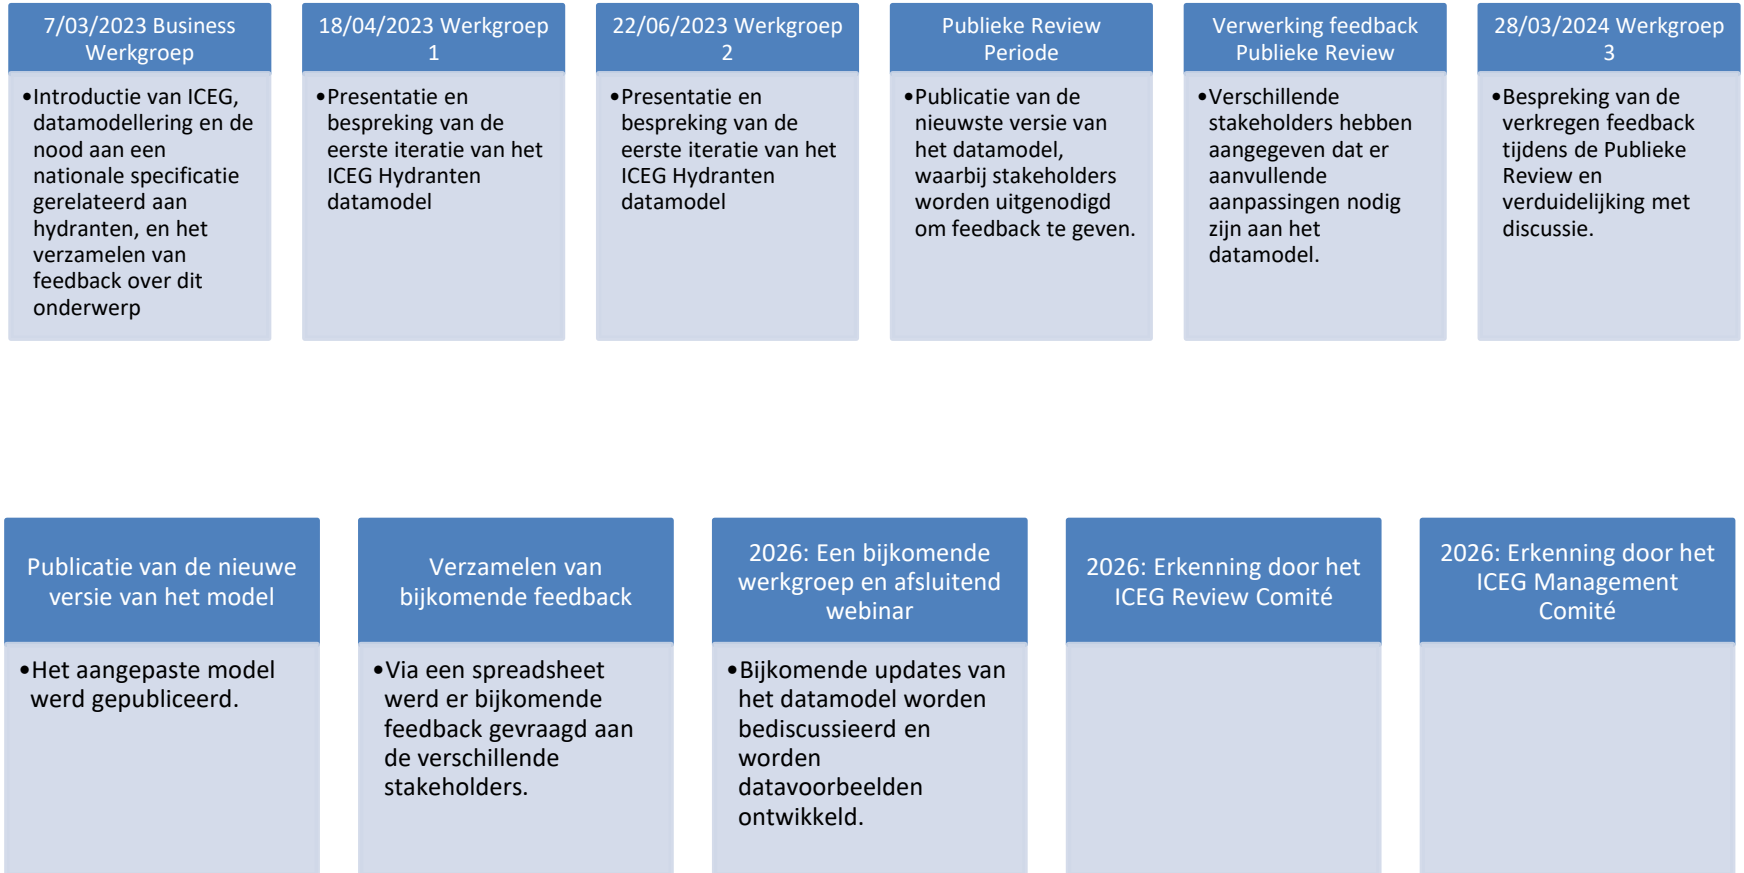 7/03/2023 Business
Werkgroep
•Introductie van ICEG,
datamodellering en de
nood aan een
nationale specificatie
gerelateerd aan
hydranten, en het
verzamelen van
feedback over dit
onderwerp
18/04/2023 Werkgroep
1
•Presentatie en
bespreking van de
eerste iteratie van het
ICEG Hydranten
datamodel
22/06/2023 Werkgroep
2
•Presentatie en
bespreking van de
eerste iteratie van het
ICEG Hydranten
datamodel
Publieke Review
Periode
•Publicatie van de
nieuwste versie van
het datamodel,
waarbij stakeholders
worden uitgenodigd
om feedback te geven.
Verwerking feedback
Publieke Review
•Verschillende
stakeholders hebben
aangegeven dat er
aanvullende
aanpassingen nodig
zijn aan het
datamodel.
28/03/2024 Werkgroep
3
•Bespreking van de
verkregen feedback
tijdens de Publieke
Review en
verduidelijking met
discussie.
Publicatie van de nieuwe
versie van het model
•Het aangepaste model
werd gepubliceerd.
Verzamelen van
bijkomende feedback
•Via een spreadsheet
werd er bijkomende
feedback gevraagd aan
de verschillende
stakeholders.
2026: Een bijkomende
werkgroep en afsluitend
webinar
•Bijkomende updates van
het datamodel worden
bediscussieerd en
worden
datavoorbeelden
ontwikkeld.
2026: Erkenning door het
ICEG Review Comité
2026: Erkenning door het
ICEG Management
Comité